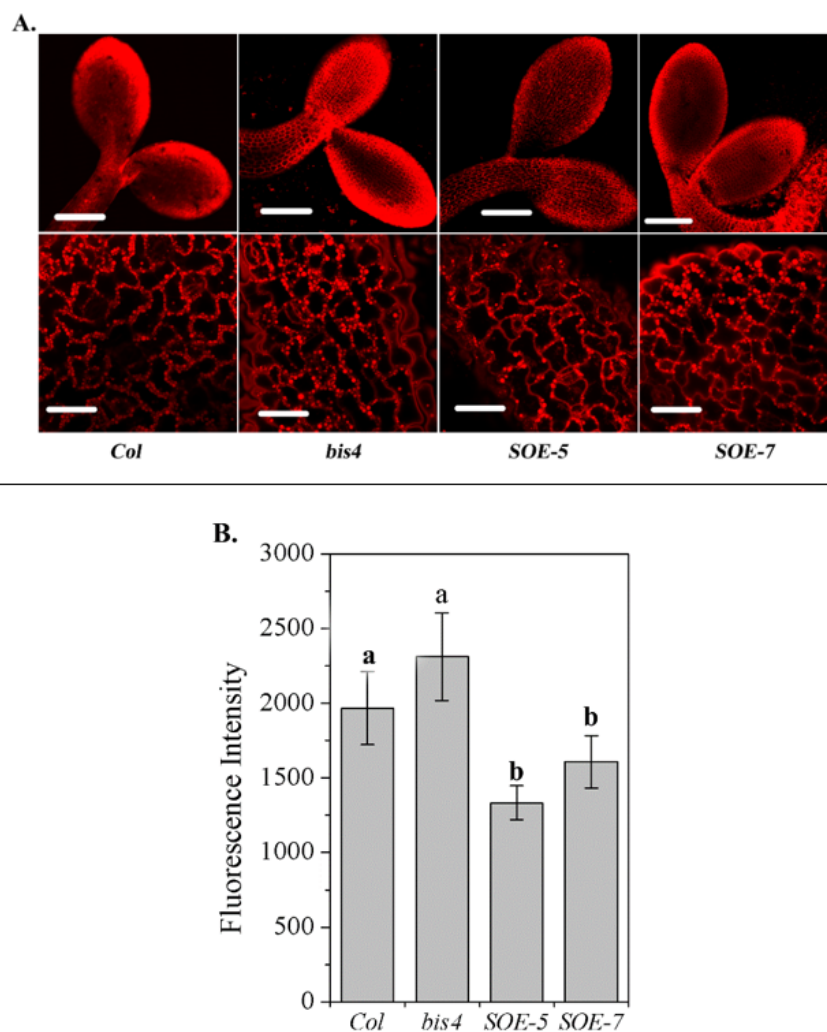 A.
Col bis4 SOE-5 SOE-7
B.
3000
2500
2000
1500
1000
500
0
Fluorescence Intensity
a
a
b
b
Col bis4 SOE-5 SOE-7